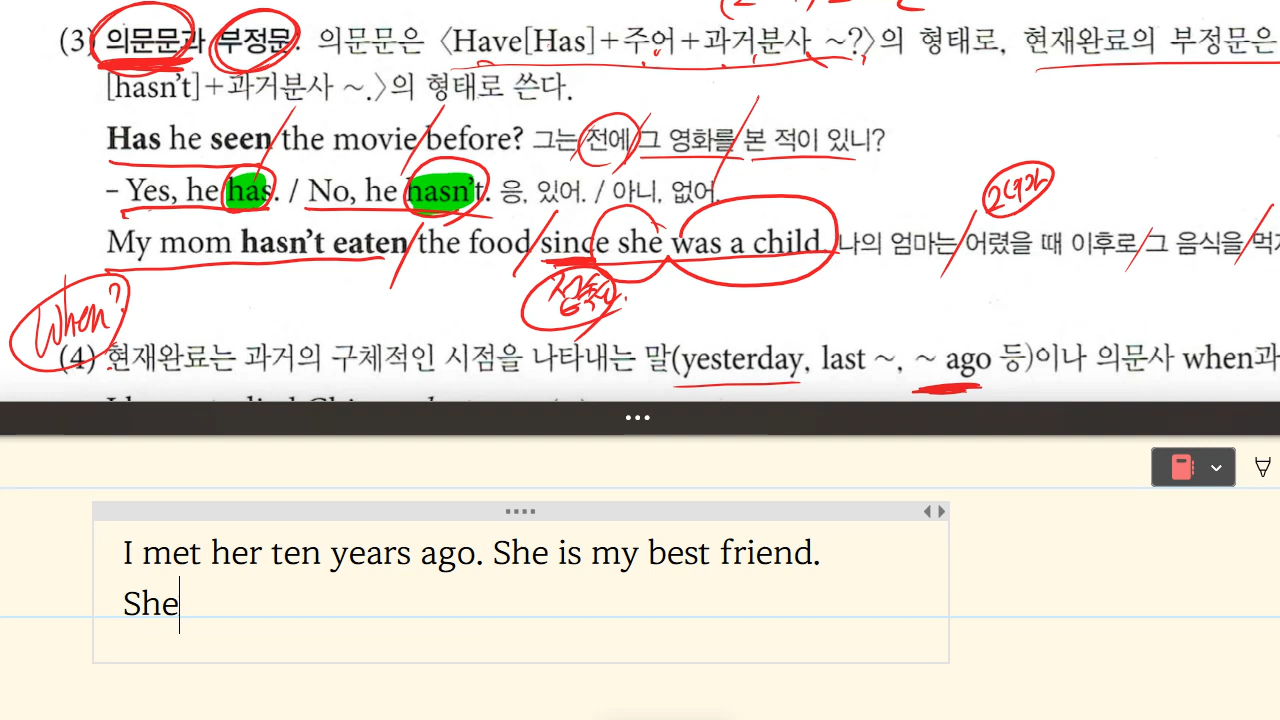 (3) 의문문과 부정문: 의문문은 〈Have[Has]+주어+과거분사 ~?〉의 형태로, 현재완료의 부정문은
[hasn't]+과거분사 ~.〉의 형태로 쓴다.
Has he seen the movie before? 그는 전에 그 영화를 본 적이 있니?
– Yes, he has. / No, he hasn't. 응, 있어. / 아니, 없어.
My mom hasn't eaten the food since she was a child. 나의 엄마는 어렸을 때 이후로 그 음식을 먹지
접속사
When?
(4) 현재완료는 과거의 구체적인 시점을 나타내는 말(yesterday, last ~, ~ ago 등)이나 의문사 when과
I met her ten years ago. She is my best friend.
She